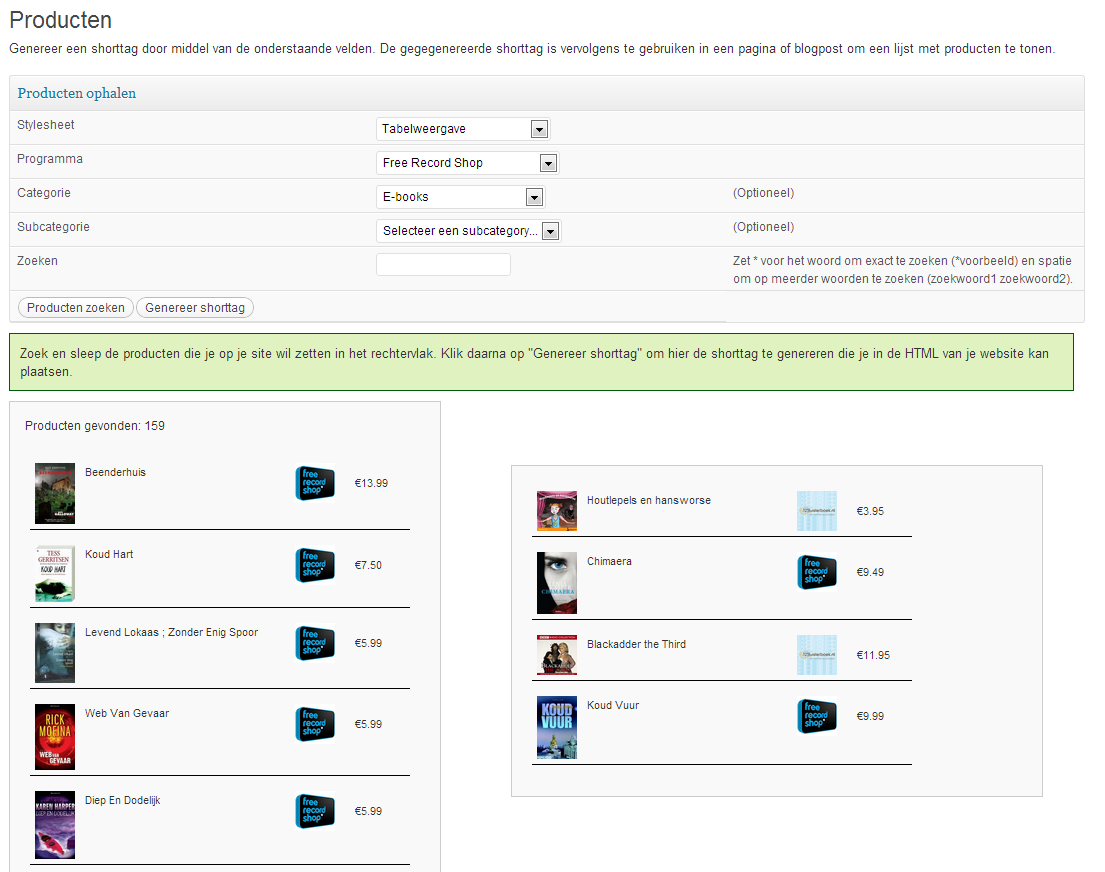 Producten
Genereer een shorttag door middel van de onderstaande velden. De gegegenereerde shorttag is vervolgens te gebruiken in een pagina of blogpost om een lijst met producten te tonen.
Producten ophalen
Stylesheet
Tabelweergave
Programma
Free Record Shop
Categorie
E-books
(Optioneel)
Subcategorie
Selecteer een subcategory...
(Optioneel)
Zoeken
Zet * voor het woord om exact te zoeken (*voorbeeld) en spatie
om op meerder woorden te zoeken (zoekwoord1 zoekwoord2).
Producten zoeken
Genereer shorttag
Zoek en sleep de producten die je op je site wil zetten in het rechtervlak. Klik daarna op "Genereer shorttag" om hier de shorttag te genereren die je in de HTML van je website kan
plaatsen.
Producten gevonden: 159
Beenderhuis
free
record
shop
€13.99
TESS
GERRITSEN
KOUD HART
Koud Hart
free
record
shop
€7.50
Levend Lokaas ; Zonder Enig Spoor
free
record
shop
€5.99
RICK
MOFINA
WEB VAN
GEVAAR
Web Van Gevaar
free
record
shop
€5.99
KAREN HARPER
DIEP EN DODELIJK
Diep En Dodelijk
free
record
shop
€5.99
Houtlepels en hansworse
€3.95
CHIMAERA
Chimaera
free
record
shop
€9.49
BLACKADDER
Blackadder the Third
€11.95
KOUD
VUUR
Koud Vuur
free
record
shop
€9.99